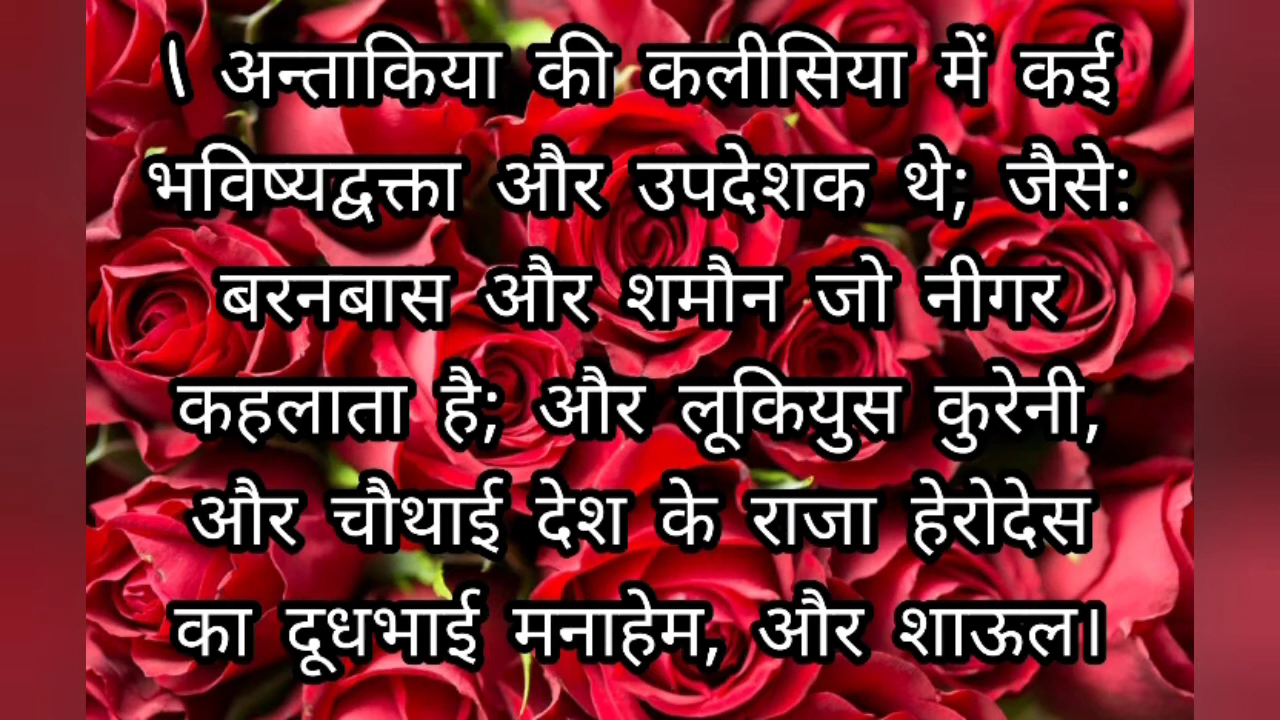 १ अन्ताकिया की कलीसिया में कई
भविष्यद्वक्ता और उपदेशक थे; जैसे:
बरनबास और शमौन जो नीगर
कहलाता है; और लूकियुस कुरेनी,
और चौथाई देश के राजा हेरोदेस
का दूधभाई मनाहेम, और शाऊल।